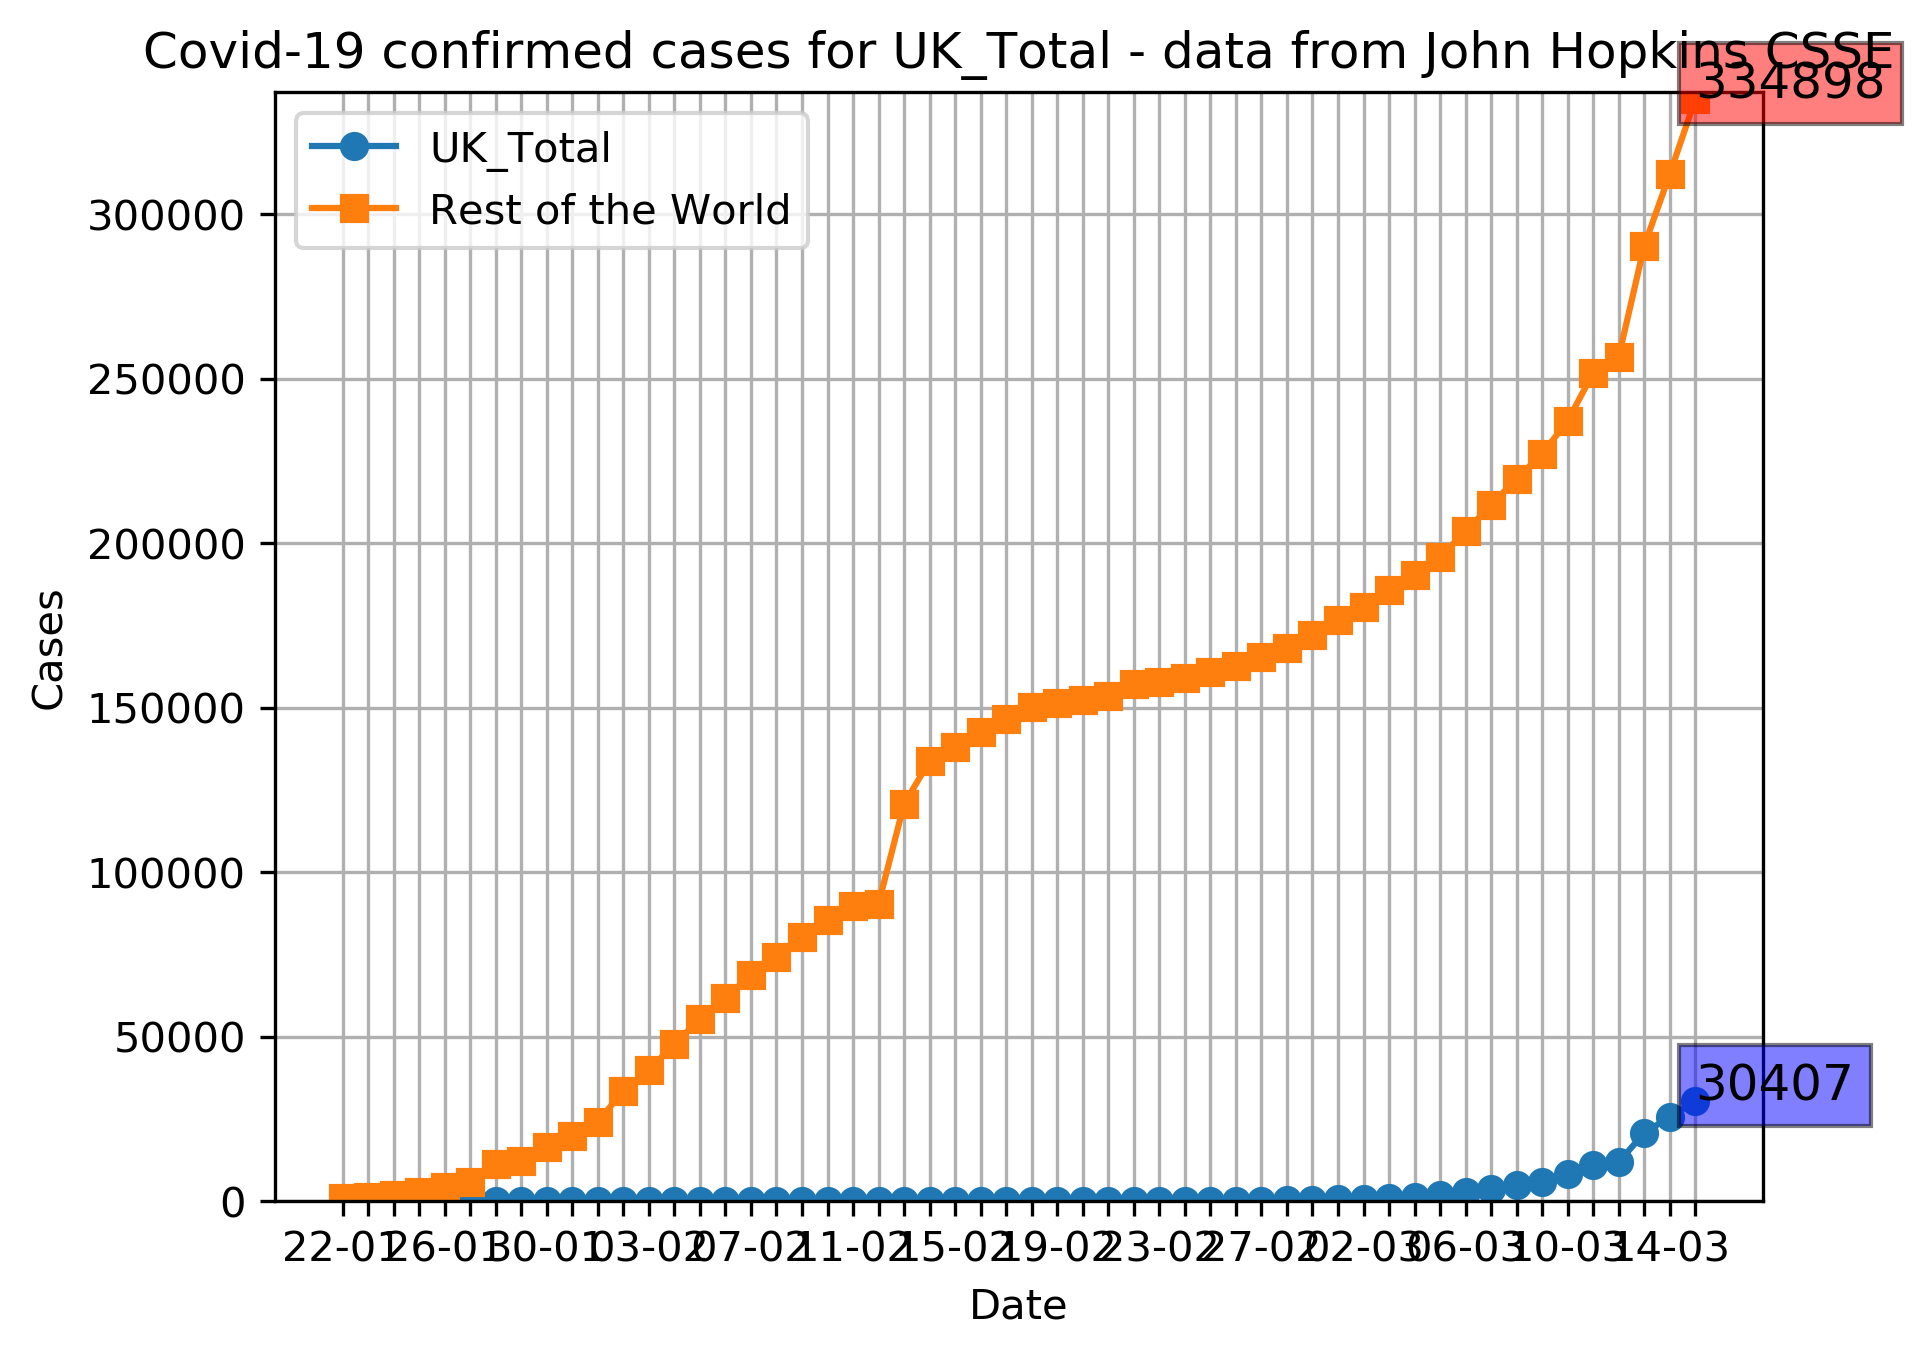 Covid-19 confirmed cases for UK_Total - data from John Hopkins CSSE
334898
UK_Total
Rest of the World
300000
250000
200000
150000
100000
50000
0
Cases
30407
22-01 26-01 30-01 03-02 07-02 11-02 15-02 19-02 23-02 27-02 02-03 06-03 10-03 14-03
Date